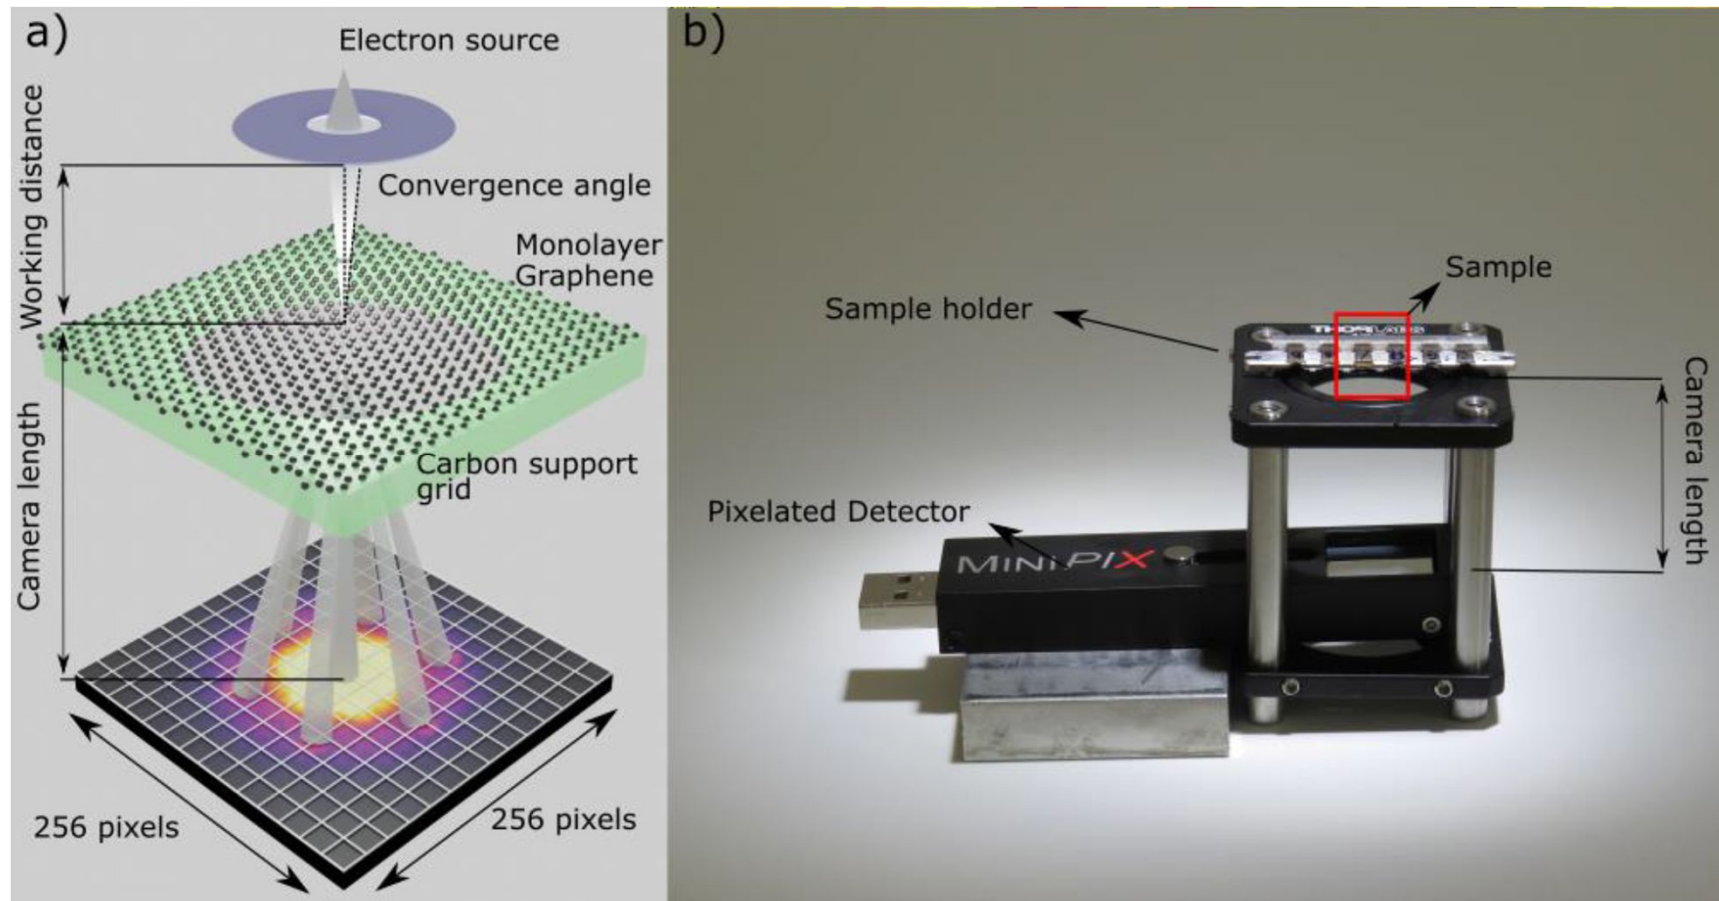 a)
Electron source
Working distance
Convergence angle
Monolayer
Graphene
Camera length
Carbon support
grid
256 pixels
256 pixels
b)
Sample
Sample holder
THORLABS
Camera length
Pixelated Detector
MiNiPIX